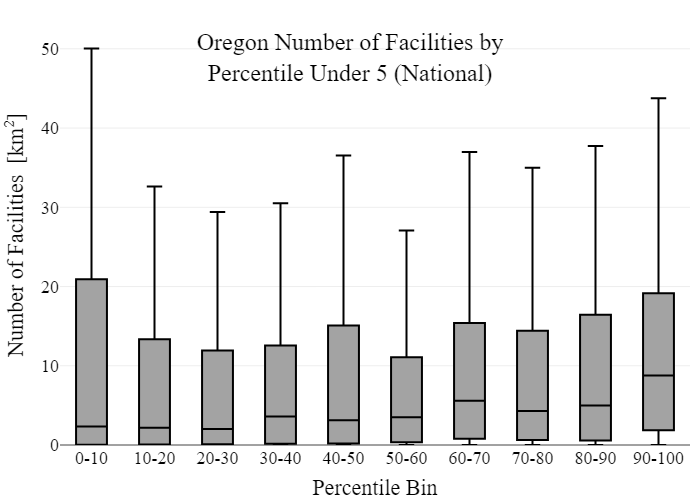 Oregon Number of Facilities by
Percentile Under 5 (National)
Number of Facilities [km²]
50
40
30
20
10
0
0-10 10-20 20-30 30-40 40-50 50-60 60-70 70-80 80-90 90-100
Percentile Bin